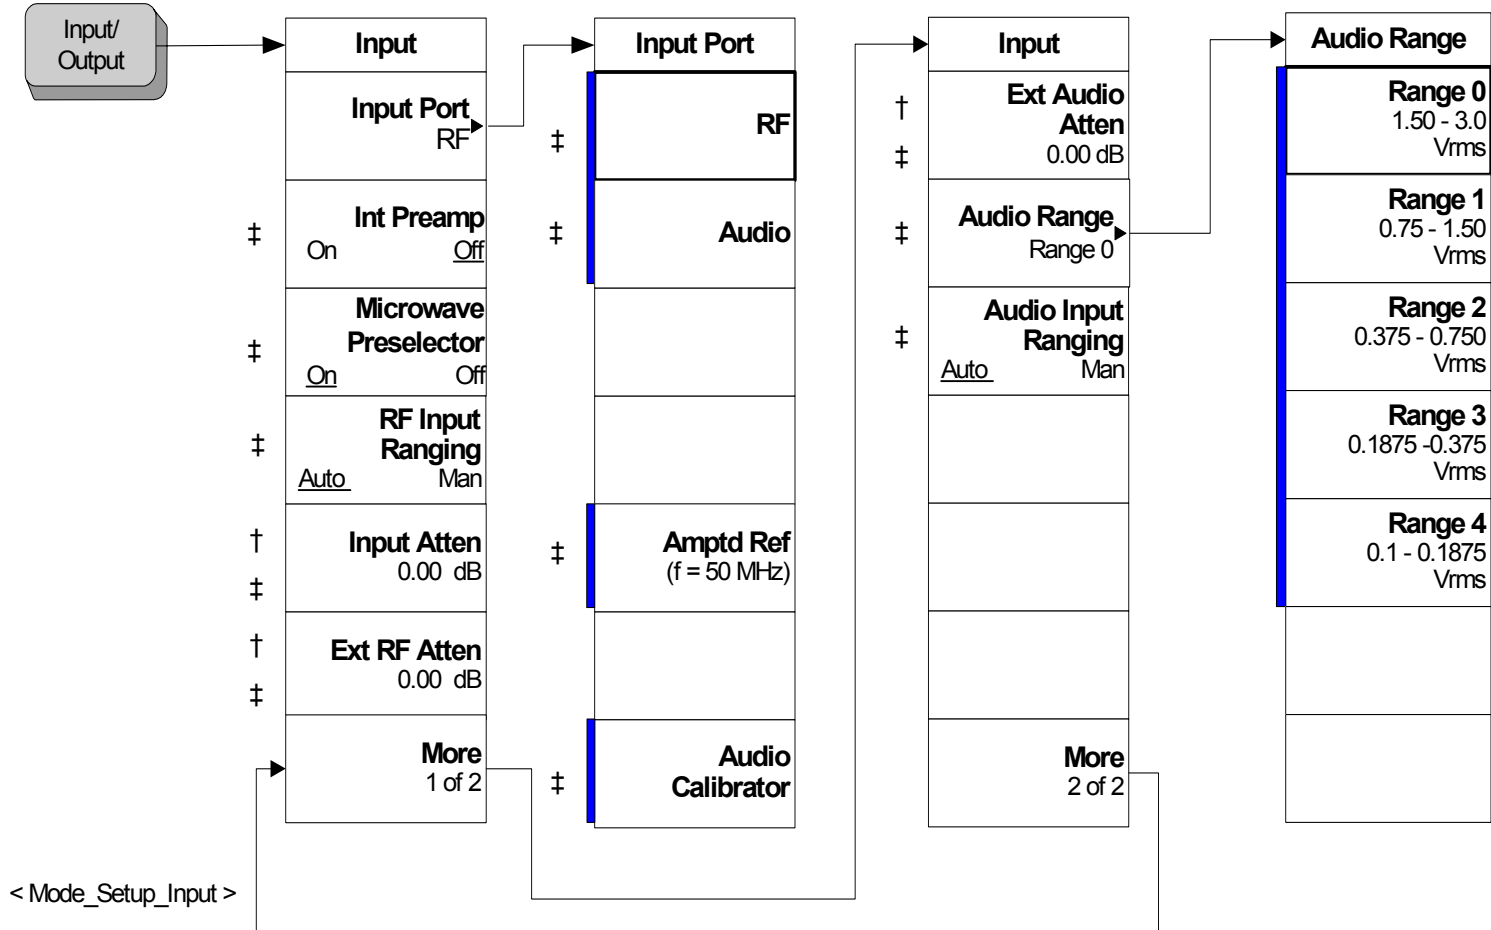 Input/
Output
Input
Input Port
RF
‡
Int Preamp
On Off
‡
Microwave
Preselector
On Off
‡
RF Input
Ranging
Auto Man
†
‡
Input Atten
0.00 dB
†
‡
Ext RF Atten
0.00 dB
More
1 of 2
Input Port
‡
RF
‡
Audio
‡
Amptd Ref
(f = 50 MHz)
‡
Audio
Calibrator
Input
†
‡
Ext Audio
Atten
0.00 dB
‡
Audio Range
Range 0
‡
Audio Input
Ranging
Auto Man
More
2 of 2
Audio Range
Range 0
1.50 - 3.0
Vrms
Range 1
0.75 - 1.50
Vrms
Range 2
0.375 - 0.750
Vrms
Range 3
0.1875 -0.375
Vrms
Range 4
0.1 - 0.1875
Vrms
< Mode_Setup_Input >